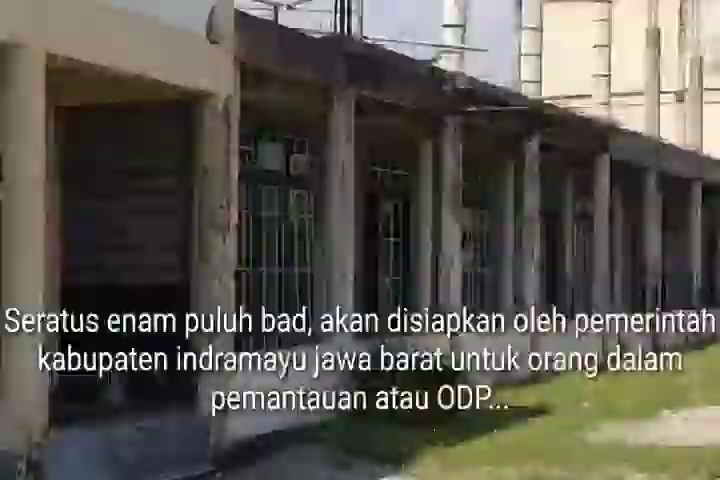 Seratus enam puluh bad, akan disiapkan oleh pemerintah
kabupaten indramayu jawa barat untuk orang dalam
pemantauan atau ODP...